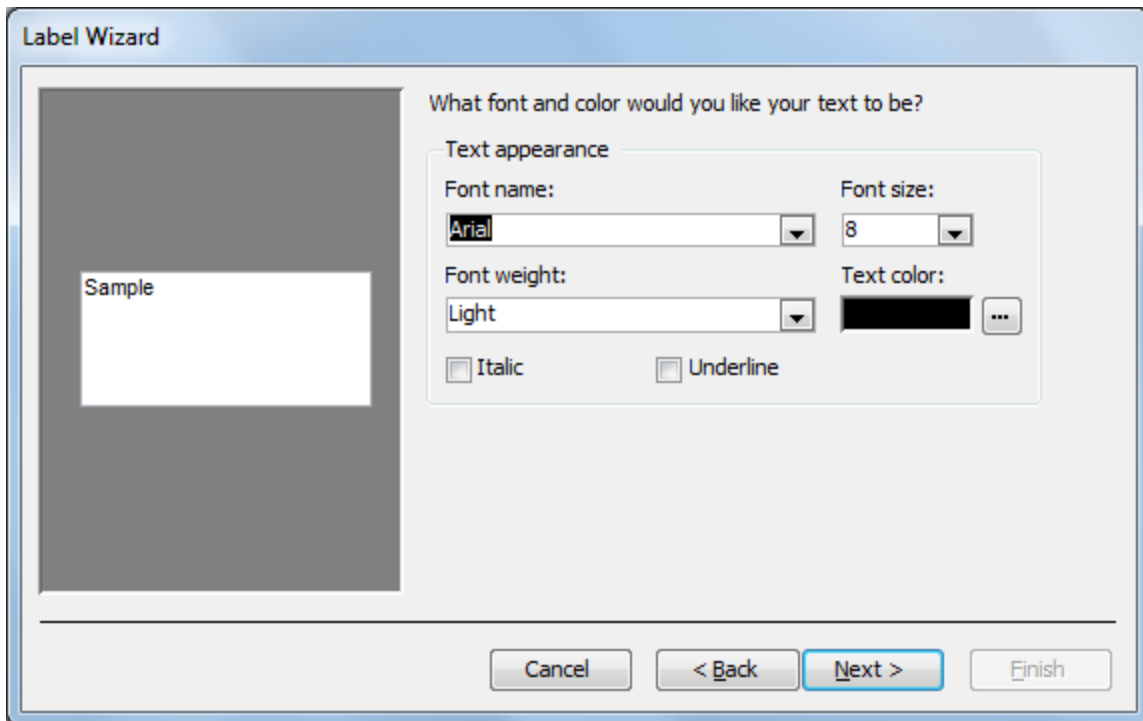 Label Wizard
What font and color would you like your text to be?
Text appearance
Font name: Font size:
Arial 8
Sample
Font weight: Text color:
Light ...
Italic Underline
Cancel < Back Next > Finish